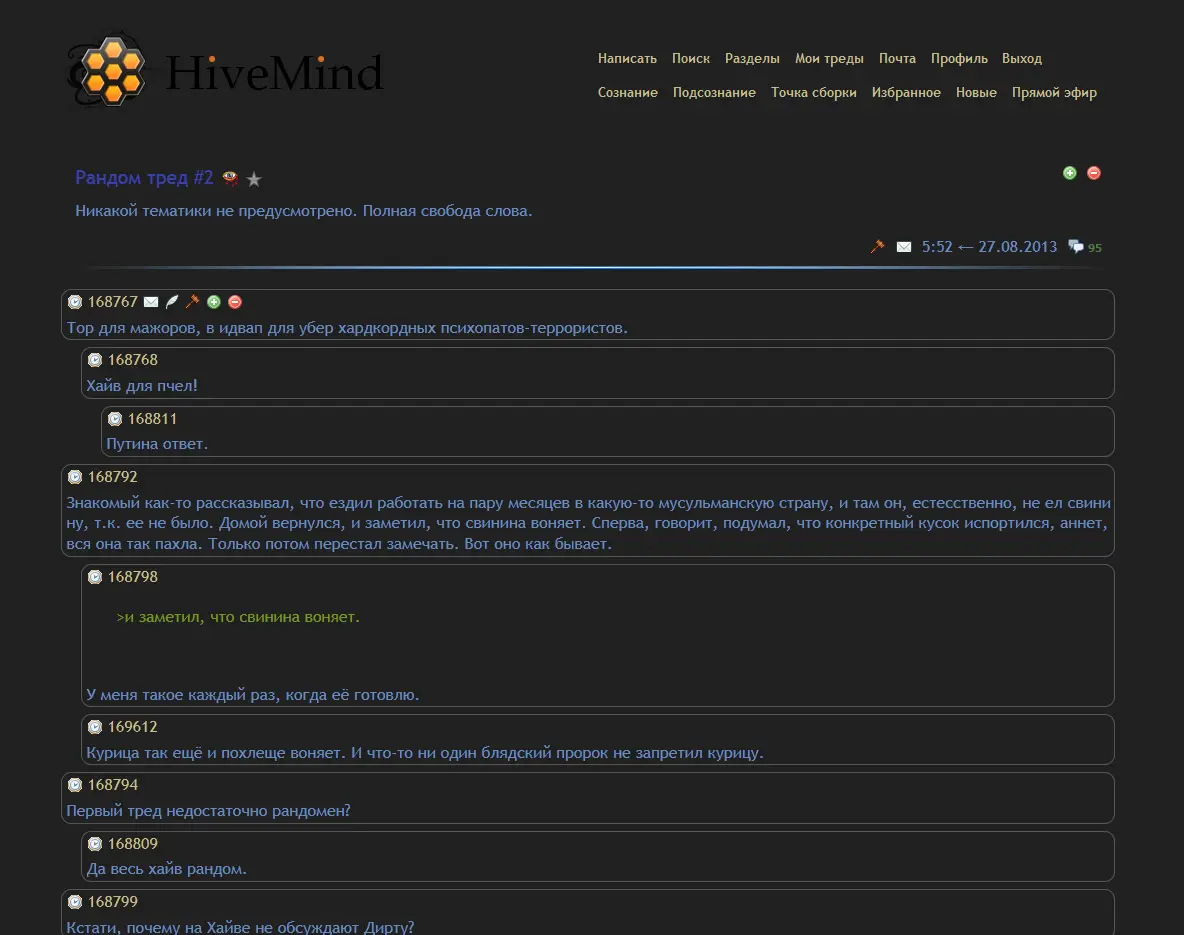 HiveMind
Написать Поиск Разделы Мои треды Почта Профиль Выход
Сознание Подсознание Точка сборки Избранное Новые Прямой эфир
Рандом тред #2
Никакой тематики не предусмотрено. Полная свобода слова.
5:52 ← 27.08.2013 95
168767
Тор для мажоров, в идвап для убер хардкордных психопатов-террористов.
168768
Хайв для пчел!
168811
Путина ответ.
168792
Знакомый как-то рассказывал, что ездил работать на пару месяцев в какую-то мусульманскую страну, и там он, естесственно, не ел свини
ну, т.к. ее не было. Домой вернулся, и заметил, что свинина воняет. Сперва, говорит, подумал, что конкретный кусок испортился, аннет,
вся она так пахла. Только потом перестал замечать. Вот оно как бывает.
168798
>и заметил, что свинина воняет.
У меня такое каждый раз, когда её готовлю.
169612
Курица так ещё и похлеще воняет. И что-то ни один блядский пророк не запретил курицу.
168794
Первый тред недостаточно рандомен?
168809
Да весь хайв рандом.
168799
Кстати, почему на Хайве не обсуждают Дирту?